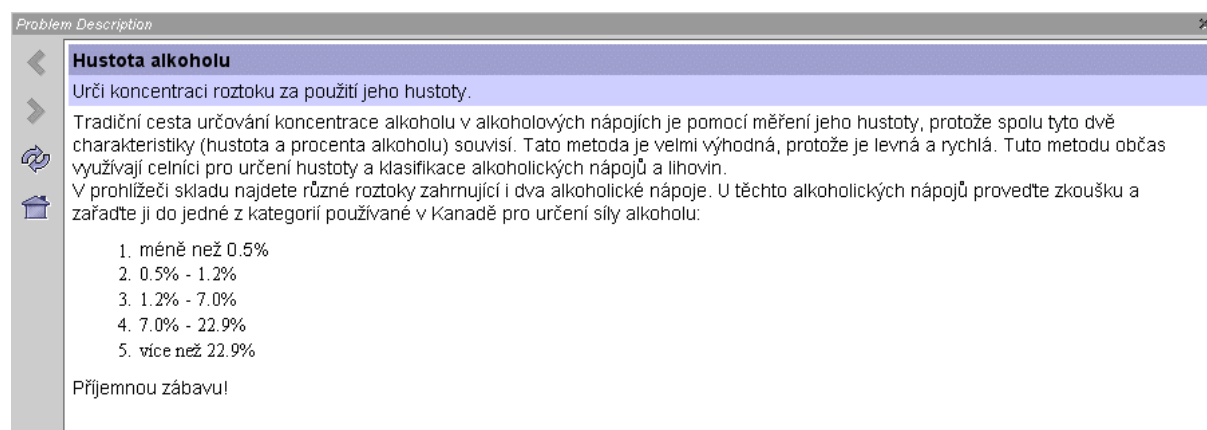 Problem Description
Hustota alkoholu
Urči koncentraci roztoku za použití jeho hustoty.
Tradiční cesta určování koncentrace alkoholu v alkoholových nápojích je pomocí měření jeho hustoty, protože spolu tyto dvě
charakteristiky (hustota a procenta alkoholu) souvisí. Tato metoda je velmi výhodná, protože je levná a rychlá. Tuto metodu občas
využívají celníci pro určení hustoty a klasifikace alkoholických nápojů a lihovin.
V prohlížeči skladu najdete různé roztoky zahrnující i dva alkoholické nápoje. U těchto alkoholických nápojů proveďte zkoušku a
zařaďte ji do jedné z kategorií používané v Kanadě pro určení síly alkoholu:
1. méně než 0.5%
2. 0.5% - 1.2%
3. 1.2% - 7.0%
4. 7.0% - 22.9%
5. více než 22.9%
Příjemnou zábavu!